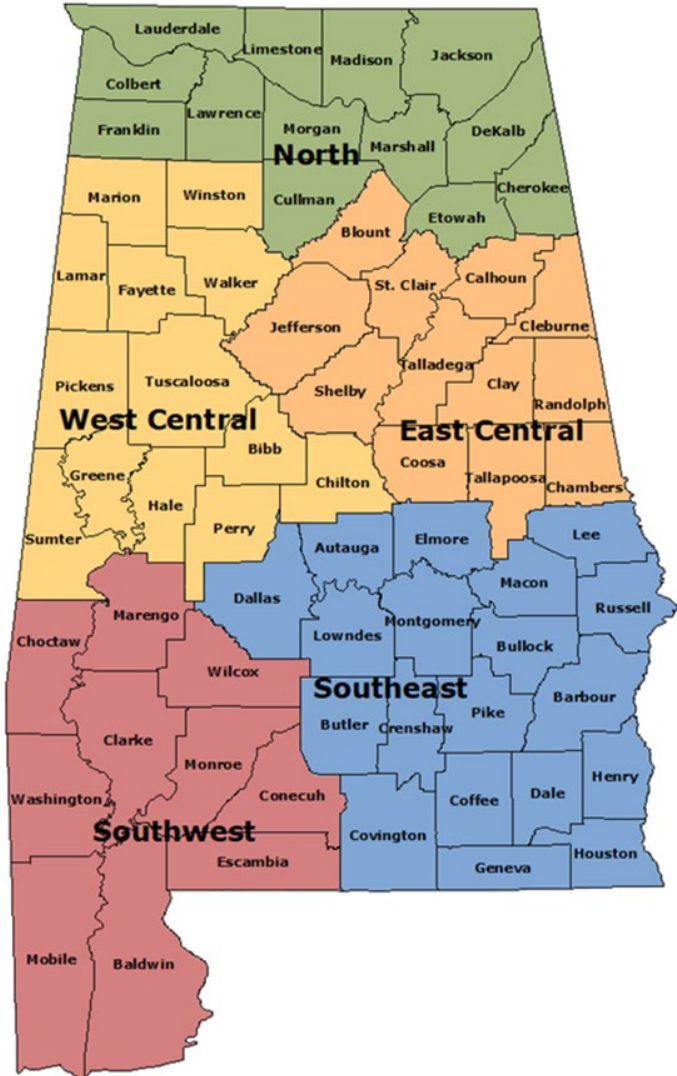 Lauderdale
Limestone
Madison
Jackson
Colbert
Lawrence
Franklin
Morgan
Marshall
DeKalb
North
Cherokee
Cullman
Etowah
Marion
Winston
Blount
Lamar
Fayette
Walker
St. Clair
Calhoun
Jefferson
Cleburne
Talladega
Pickens
Tuscaloosa
Shelby
Clay
Randolph
West Central
East Central
Bibb
Coosa
Greene
Hale
Chilton
Tallapoosa
Chambers
Sumter
Perry
Autauga
Elmore
Lee
Macon
Dallas
Marengo
Montgomery
Russell
Choctaw
Lowndes
Bullock
Wilcox
Southeast
Barbour
Butler
Crenshaw
Pike
Clarke
Monroe
Washington
Conecuh
Coffee
Dale
Henry
Southwest
Covington
Escambia
Geneva
Houston
Mobile
Baldwin